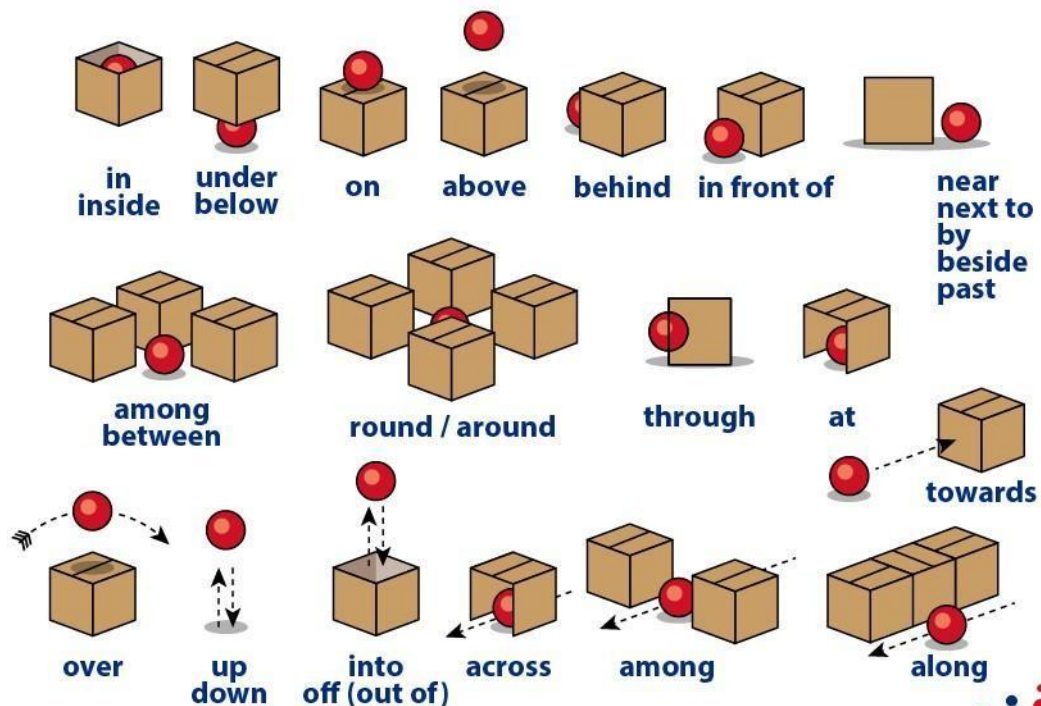 in
inside
under
below
on
above
behind
in front of
near
next to
by
beside
past
among
between
round / around
through
at
towards
over
up
down
into
off (out of)
across
among
along